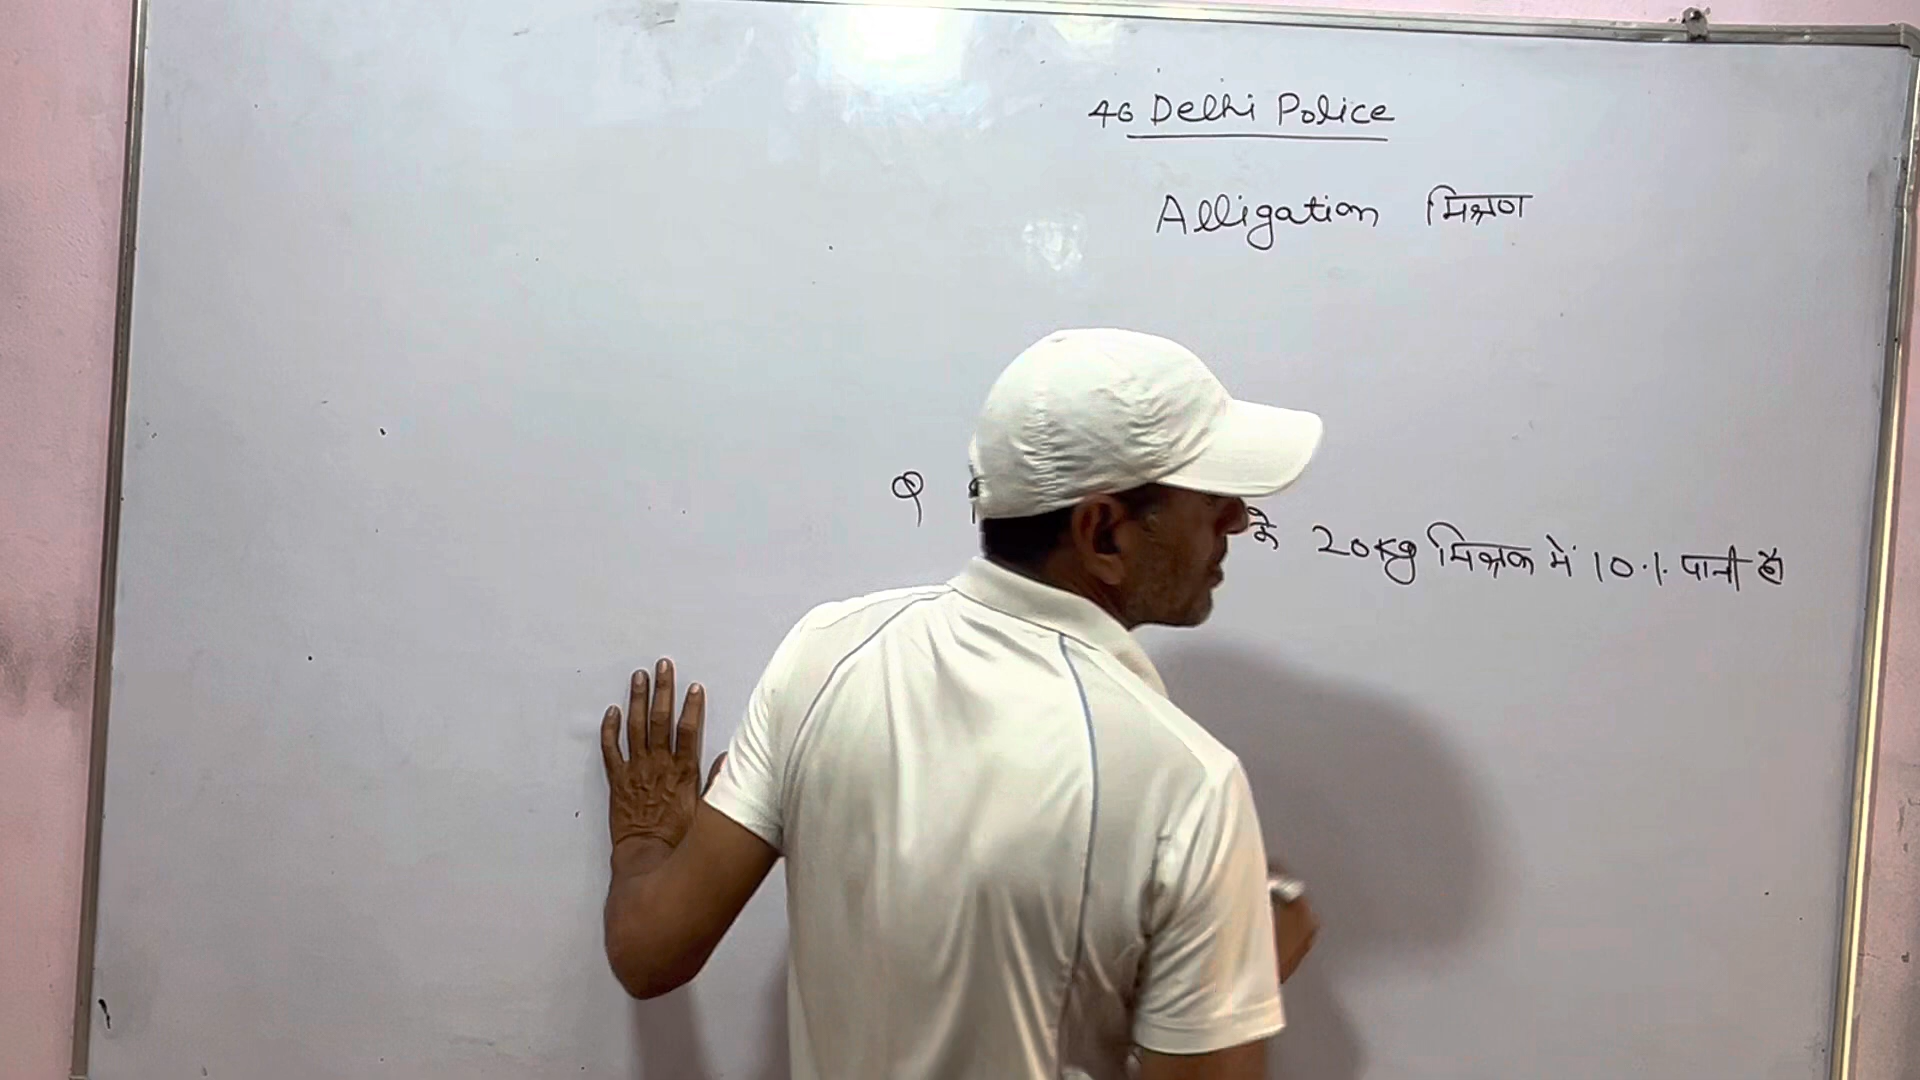 46 Delhi Police
Alligation मिश्रण
Q के 20Kg मिश्रण में 10% पानी है